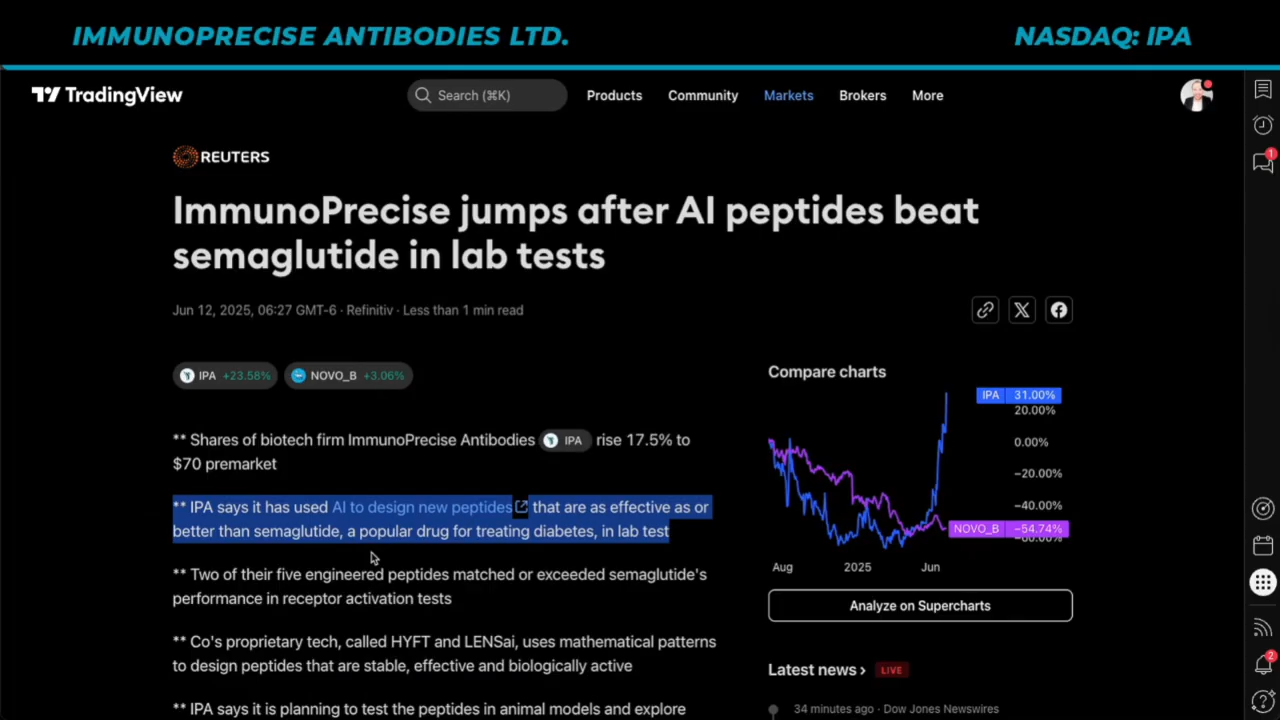 IMMUNOPRECISE ANTIBODIES LTD.
NASDAQ: IPA
TradingView
Search (⌘K)
Products
Community
Markets
Brokers
More
1
REUTERS
ImmunoPrecise jumps after AI peptides beat
semaglutide in lab tests
Jun 12, 2025, 06:27 GMT-6 · Refinitiv · Less than 1 min read
IPA +23.58%
NOVO_B +3.06%
** Shares of biotech firm ImmunoPrecise Antibodies IPA rise 17.5% to
$70 premarket
** IPA says it has used AI to design new peptides that are as effective as or
better than semaglutide, a popular drug for treating diabetes, in lab test
** Two of their five engineered peptides matched or exceeded semaglutide's
performance in receptor activation tests
** Co's proprietary tech, called HYFT and LENSai, uses mathematical patterns
to design peptides that are stable, effective and biologically active
** IPA says it is planning to test the peptides in animal models and explore
Compare charts
IPA 31.00%
20.00%
0.00%
−20.00%
−40.00%
NOVO_B −54.74%
−60.00%
Aug
2025
Jun
Analyze on Supercharts
Latest news ›
LIVE
34 minutes ago · Dow Jones Newswires
2